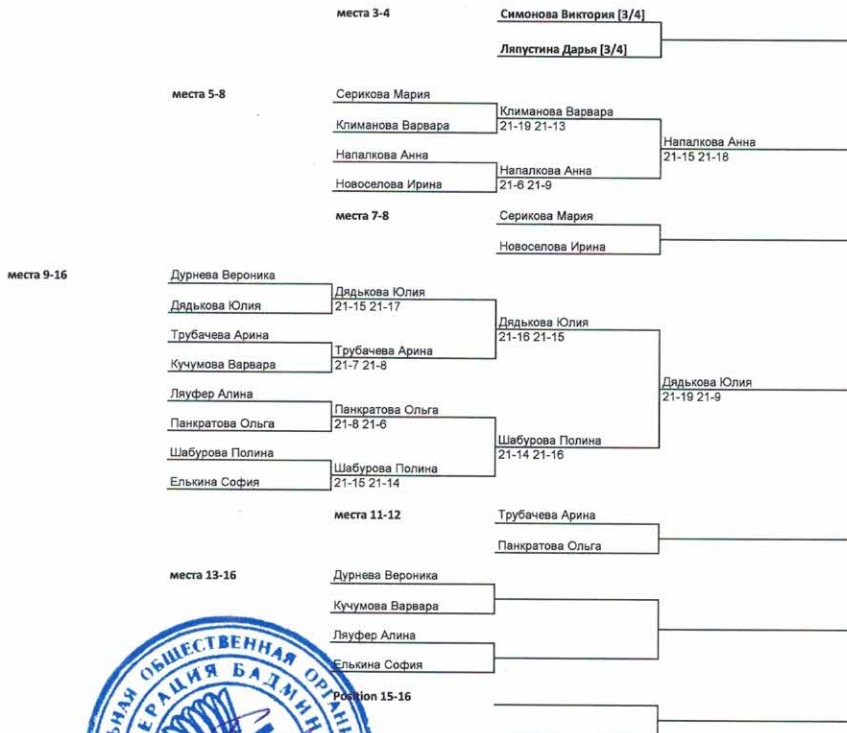 места 3-4
Симонова Виктория [3/4]
Ляпустина Дарья [3/4]
места 5-8
Серикова Мария
Климанова Варвара
Климанова Варвара
21-19 21-13
Напалкова Анна
21-15 21-18
Напалкова Анна
Напалкова Анна
21-6 21-9
Новоселова Ирина
места 7-8
Серикова Мария
Новоселова Ирина
места 9-16
Дурнева Вероника
Дядькова Юлия
21-15 21-17
Дядькова Юлия
Дядькова Юлия
21-16 21-15
Трубачева Арина
Трубачева Арина
21-7 21-8
Кучумова Варвара
Дядькова Юлия
21-19 21-9
Ляуфер Алина
Панкратова Ольга
21-8 21-6
Панкратова Ольга
Шабурова Полина
21-14 21-16
Шабурова Полина
Шабурова Полина
21-15 21-14
Елькина София
места 11-12
Трубачева Арина
Панкратова Ольга
места 13-16
Дурнева Вероника
Кучумова Варвара
Ляуфер Алина
Елькина София
Position 15-16
ОБЩЕСТВЕННАЯ